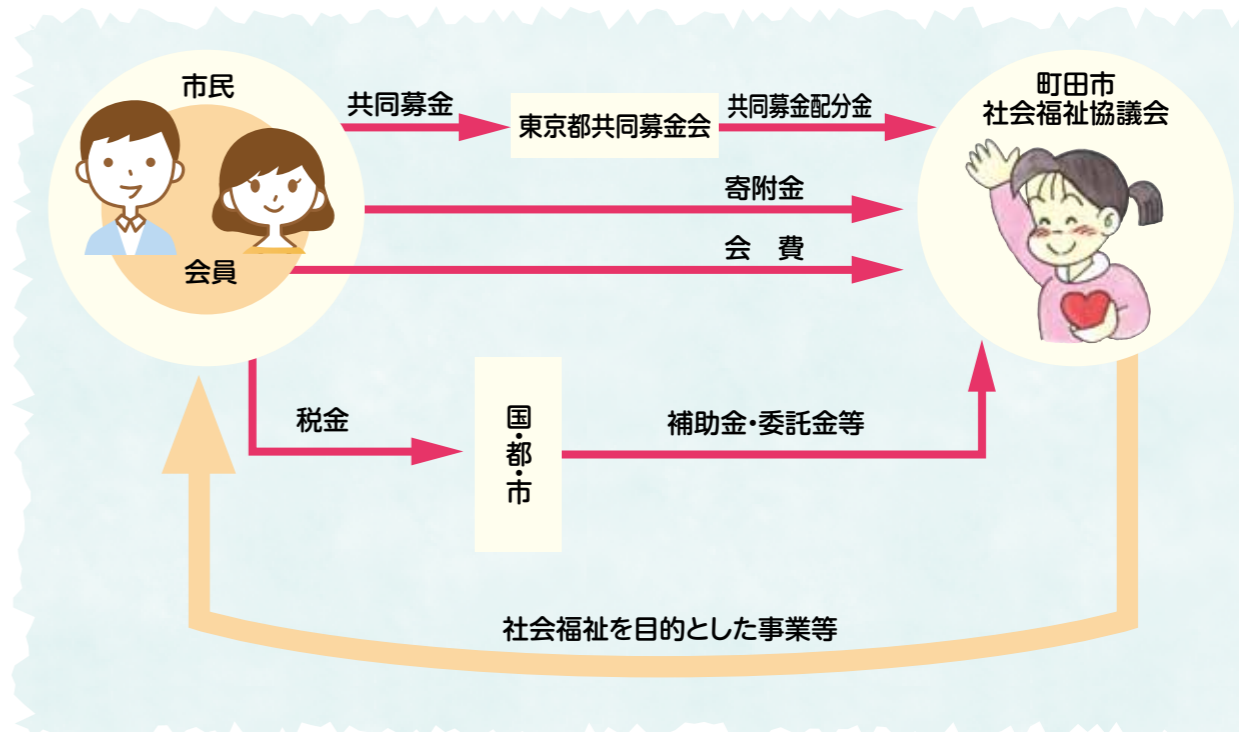 市民
会員
共同募金
東京都共同募金会
共同募金配分金
町田市
社会福祉協議会
寄附金
会　費
税金
国・都・市
補助金・委託金等
社会福祉を目的とした事業等